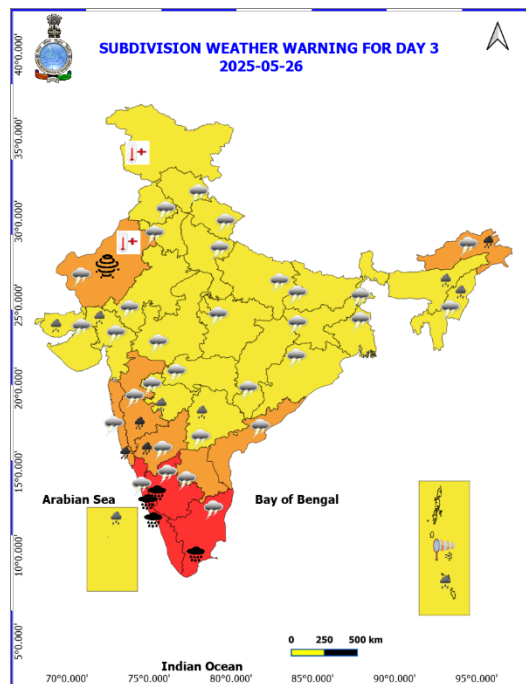 SUBDIVISION WEATHER WARNING FOR DAY 3
2025-05-26
40°0.000'
35°0.000'
30°0.000'
25°0.000'
20°0.000'
15°0.000'
10°0.000'
5°0.000'
Arabian Sea
Bay of Bengal
0 250 500 km
Indian Ocean
70°0.000' 75°0.000' 80°0.000' 85°0.000' 90°0.000' 95°0.000'